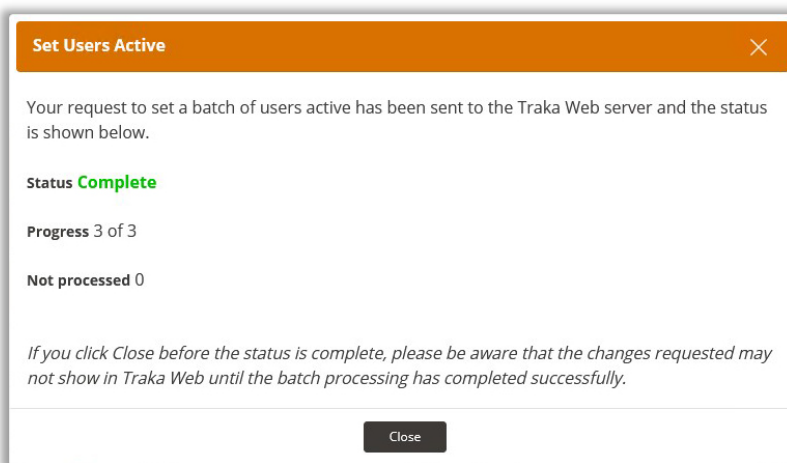 Set Users Active
Your request to set a batch of users active has been sent to the Traka Web server and the status
is shown below.
Status Complete
Progress 3 of 3
Not processed 0
If you click Close before the status is complete, please be aware that the changes requested may
not show in Traka Web until the batch processing has completed successfully.
Close